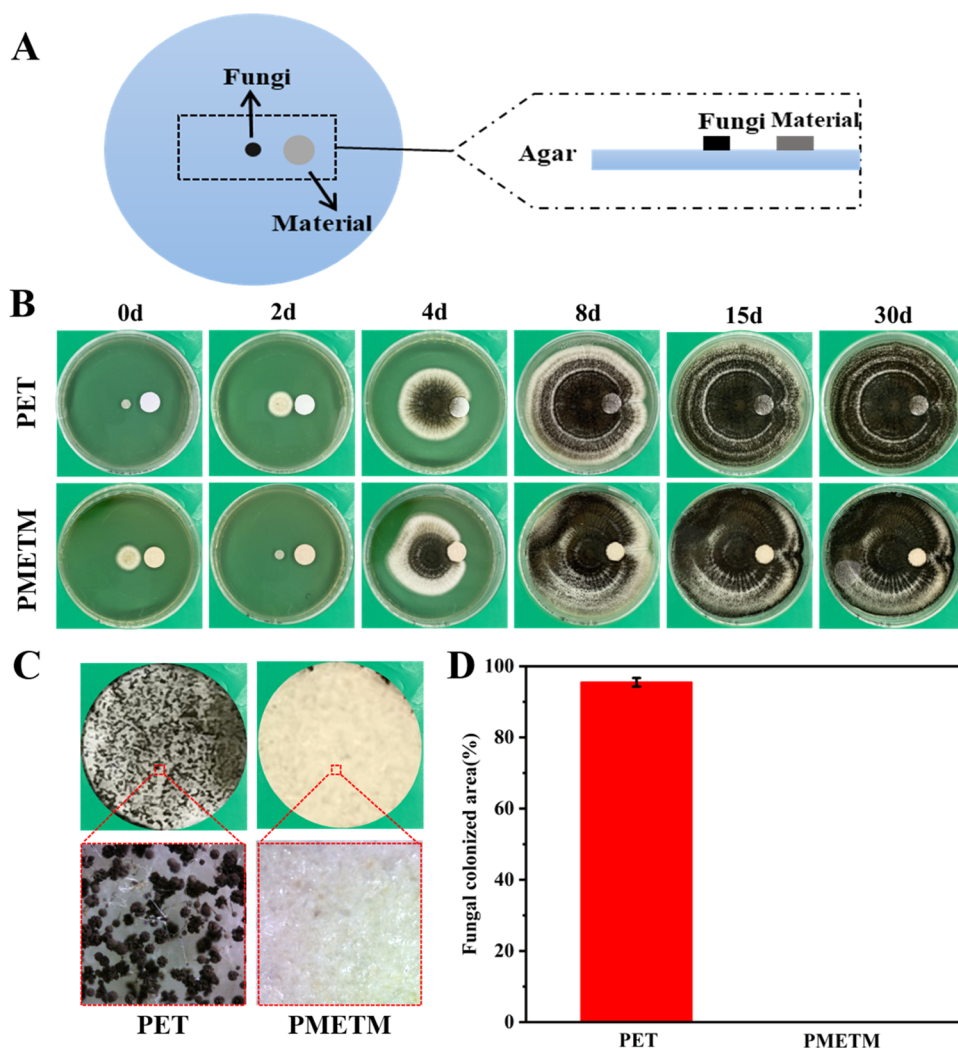 A
Fungi
Material
Agar
Fungi
Material
B
0d
2d
4d
8d
15d
30d
PET
PMETM
C
PET
PMETM
D
Fungal colonized area(%)
100
80
60
40
20
0
PET
PMETM